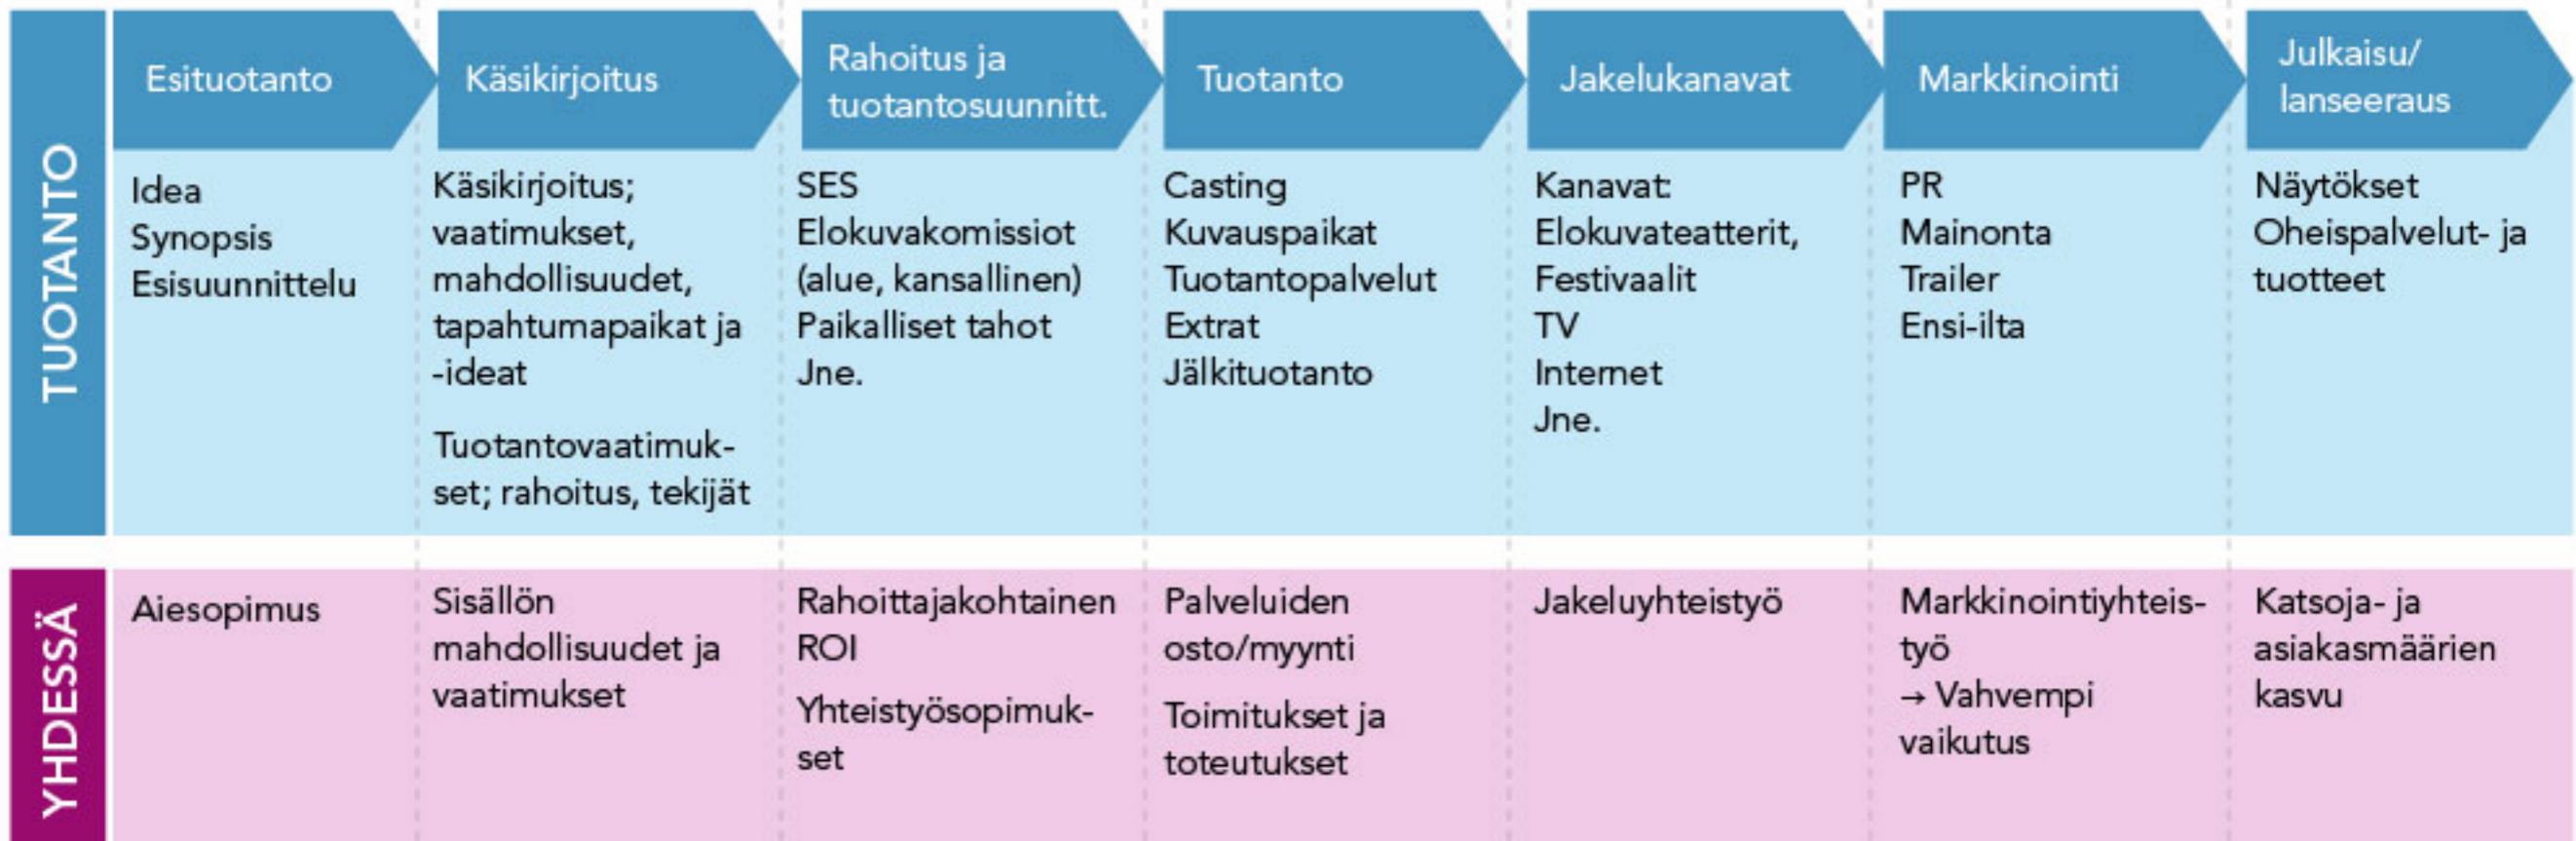 TUOTANTO
Esituotanto
Idea
Synopsis
Esisuunnittelu
Käsikirjoitus
Käsikirjoitus;
vaatimukset,
mahdollisuudet,
tapahtumapaikat ja
-ideat
Tuotantovaatimuk-
set; rahoitus, tekijät
Rahoitus ja
tuotantosuunnitt.
SES
Elokuvakomissiot
(alue, kansallinen)
Paikalliset tahot
Jne.
Tuotanto
Casting
Kuvauspaikat
Tuotantopalvelut
Extrat
Jälkituotanto
Jakelukanavat
Kanavat:
Elokuvateatterit,
Festivaalit
TV
Internet
Jne.
Markkinointi
PR
Mainonta
Trailer
Ensi-ilta
Julkaisu/
lanseeraus
Näytökset
Oheispalvelut- ja
tuotteet
YHDESSÄ
Aiesopimus
Sisällön
mahdollisuudet ja
vaatimukset
Rahoittajakohtainen
ROI
Yhteistyösopimuk-
set
Palveluiden
osto/myynti
Toimitukset ja
toteutukset
Jakeluyhteistyö
Markkinointiyhteis-
työ
→ Vahvempi
vaikutus
Katsoja- ja
asiakasmäärien
kasvu